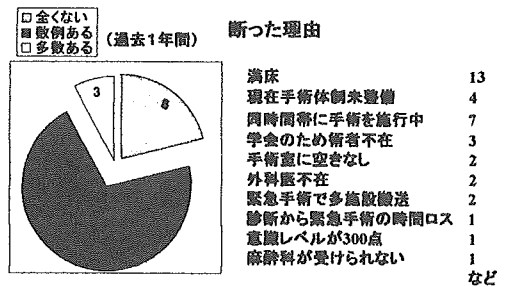 全くない
数例ある
多数ある
(過去1年間)
断った理由
3
8
満床 13
現在手術体制未整備 4
同時間帯に手術を施行中 7
学会のため術者不在 3
手術室に空きなし 2
外科医不在 2
緊急手術で多施設搬送 2
診断から緊急手術の時間ロス 1
意識レベルが300点 1
麻酔科が受けられない 1
など